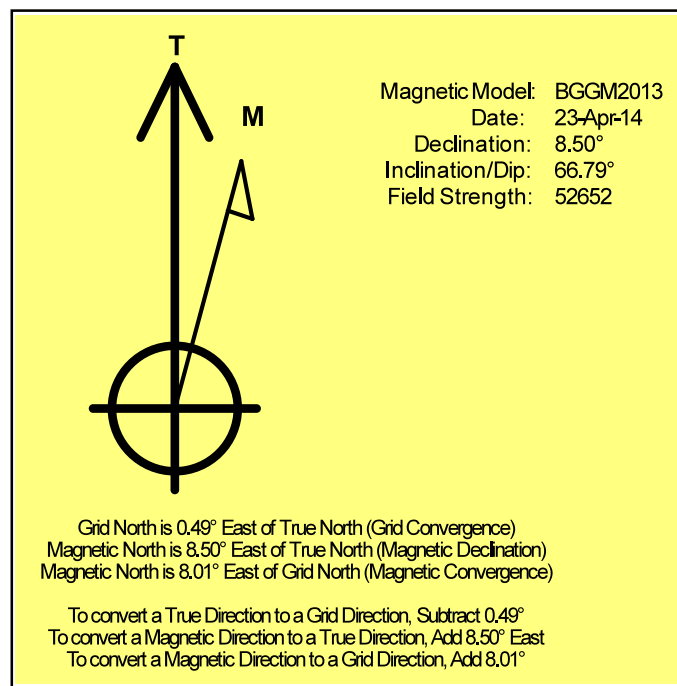 T
M
Magnetic Model: BGGM2013
Date: 23-Apr-14
Declination: 8.50°
Inclination/Dip: 66.79°
Field Strength: 52652
Grid North is 0.49° East of True North (Grid Convergence)
Magnetic North is 8.50° East of True North (Magnetic Declination)
Magnetic North is 8.01° East of Grid North (Magnetic Convergence)
To convert a True Direction to a Grid Direction, Subtract 0.49°
To convert a Magnetic Direction to a True Direction, Add 8.50° East
To convert a Magnetic Direction to a Grid Direction, Add 8.01°